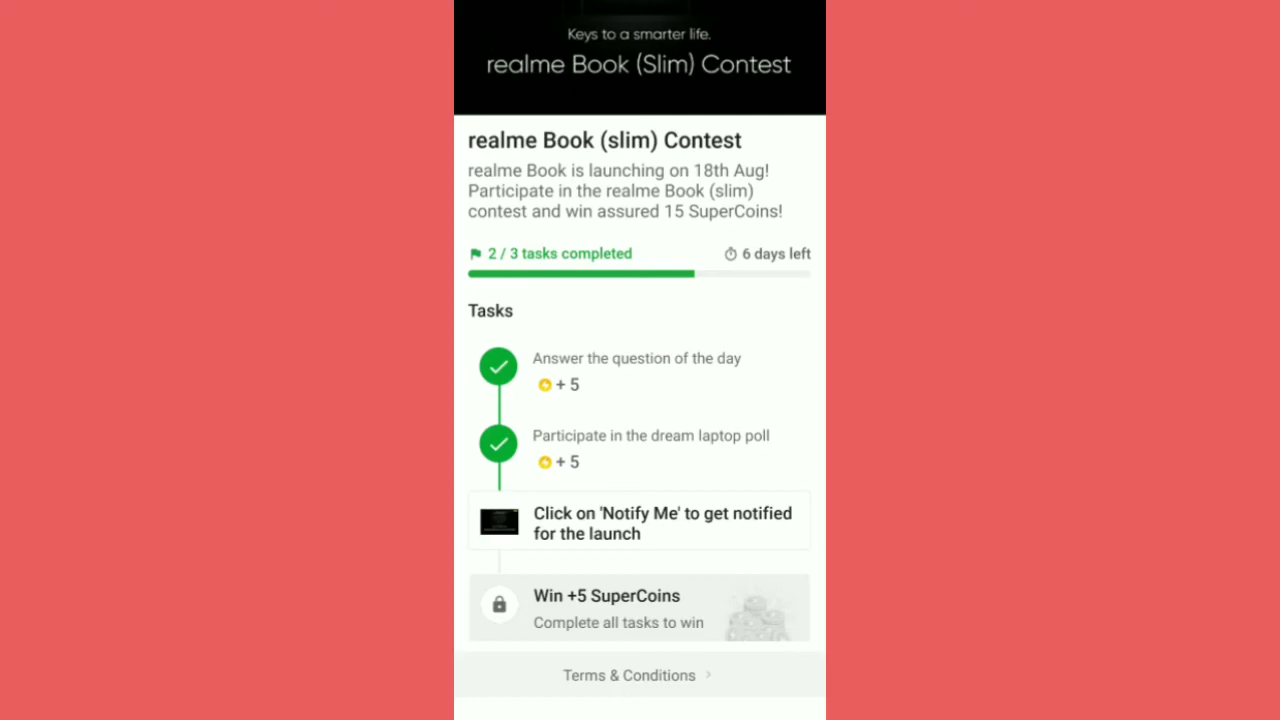 Keys to a smarter life.
realme Book (Slim) Contest
realme Book (slim) Contest
realme Book is launching on 18th Aug!
Participate in the realme Book (slim)
contest and win assured 15 SuperCoins!
2 / 3 tasks completed
6 days left
Tasks
Answer the question of the day
+ 5
Participate in the dream laptop poll
+ 5
Click on 'Notify Me' to get notified
for the launch
Win +5 SuperCoins
Complete all tasks to win
Terms & Conditions